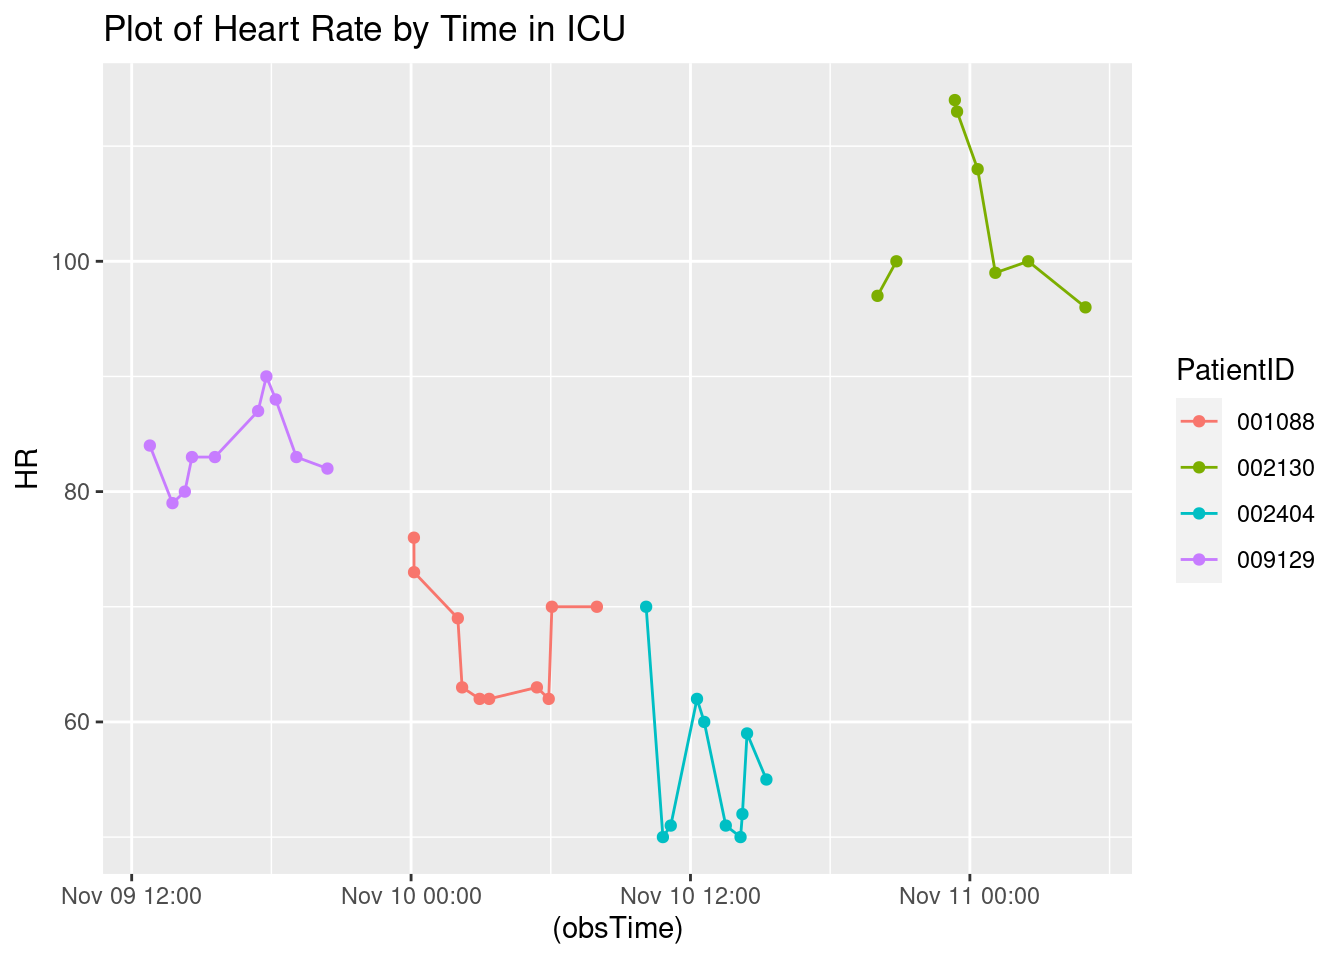 Plot of Heart Rate by Time in ICU
100
80
60
HR
Nov 09 12:00
Nov 10 00:00
Nov 10 12:00
Nov 11 00:00
(obsTime)
PatientID
001088
002130
002404
009129